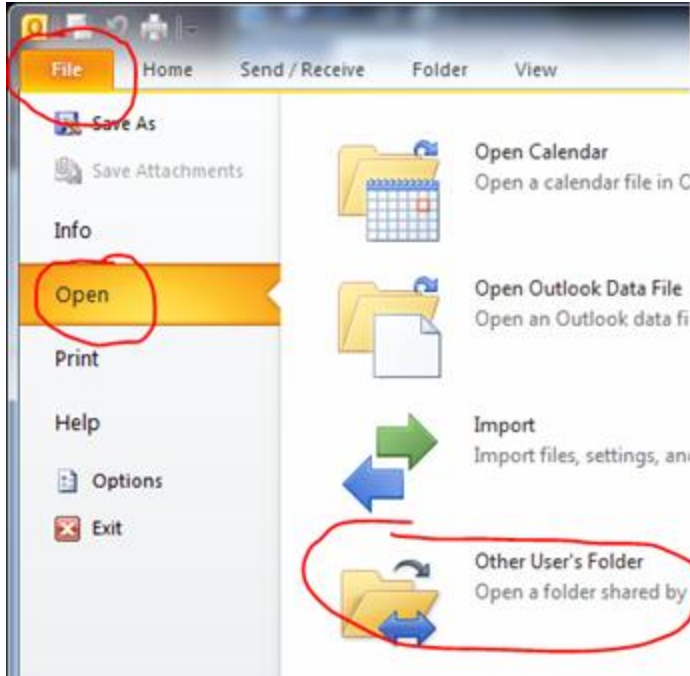 File Home Send / Receive Folder View
Save As
Save Attachments
Info
Open
Print
Help
Options
Exit
Open Calendar
Open a calendar file in
Open Outlook Data File
Open an Outlook data
Import
Import files, settings,
Other User's Folder
Open a folder shared by